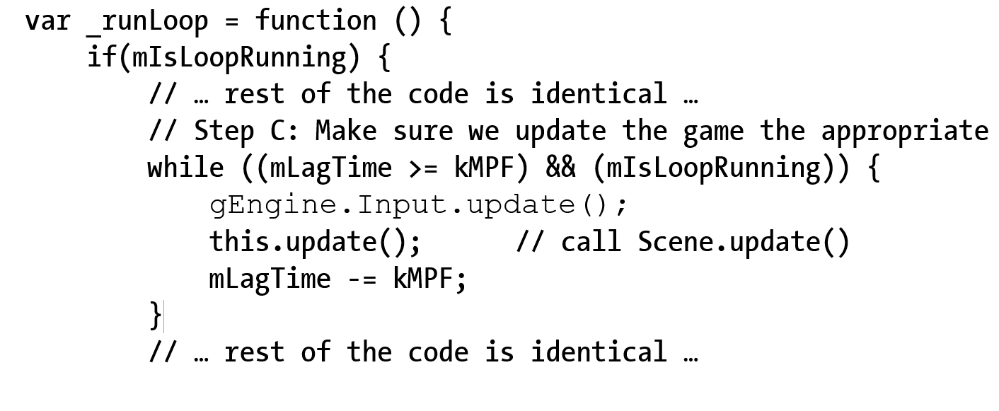 var _runLoop = function () {
if(mIsLoopRunning) {
// … rest of the code is identical …
// Step C: Make sure we update the game the appropriate
while ((mLagTime >= kMPF) && (mIsLoopRunning)) {
gEngine.Input.update();
this.update(); // call Scene.update()
mLagTime -= kMPF;
}
// … rest of the code is identical …